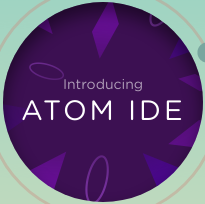 Introducing
ATOM IDE